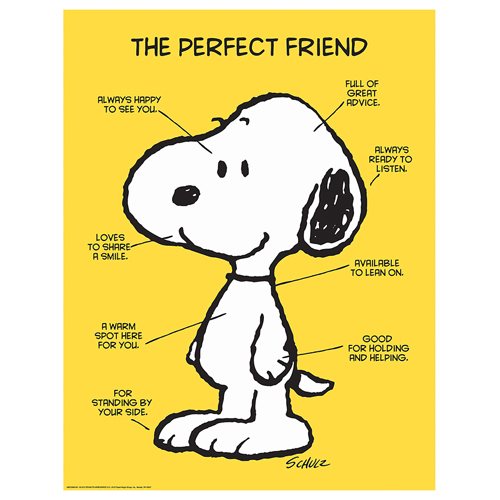 THE PERFECT FRIEND
ALWAYS HAPPY
TO SEE YOU.
FULL OF
GREAT
ADVICE.
ALWAYS
READY TO
LISTEN.
LOVES
TO SHARE
A SMILE.
AVAILABLE
TO LEAN ON.
A WARM
SPOT HERE
FOR YOU.
GOOD
FOR HOLDING
AND HELPING.
FOR
STANDING BY
YOUR SIDE.
SCHULZ